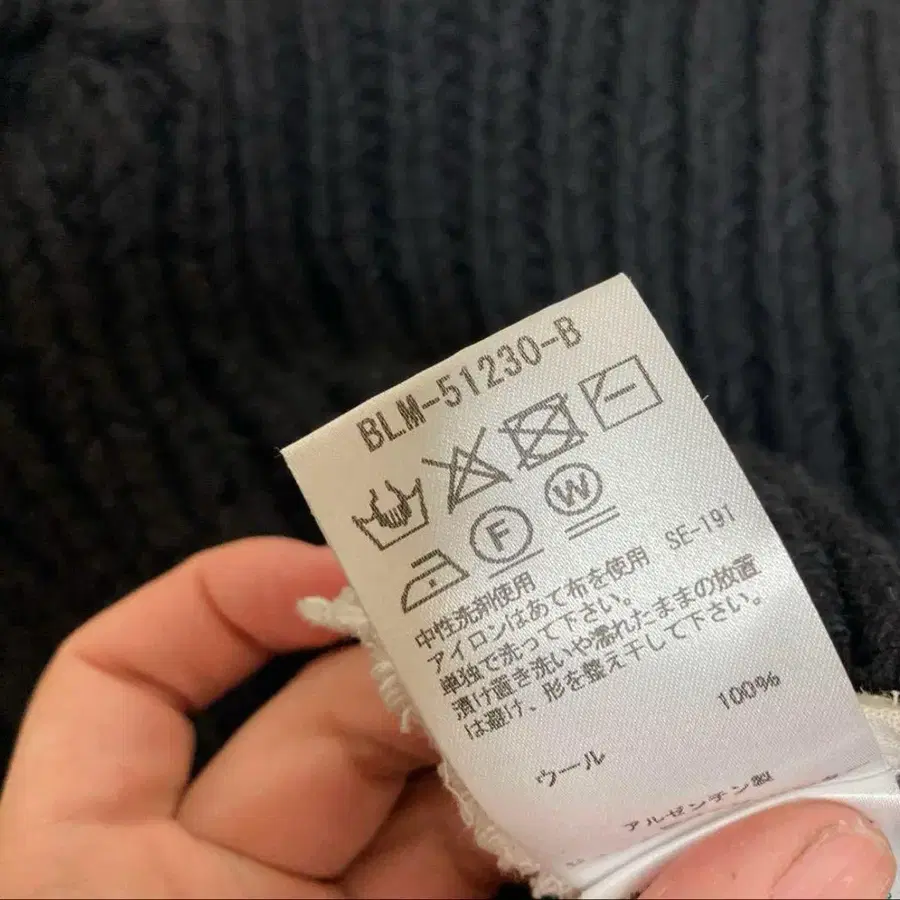 BLM-51230-B
F
W
中性洗剤使用 SE-191
アイロンはあて布を使用
単独で洗って下さい。
漬け置き洗いや濡れたままの放置
は避け、形を整え干して下さい。
ウール 100%
アルゼンチン製